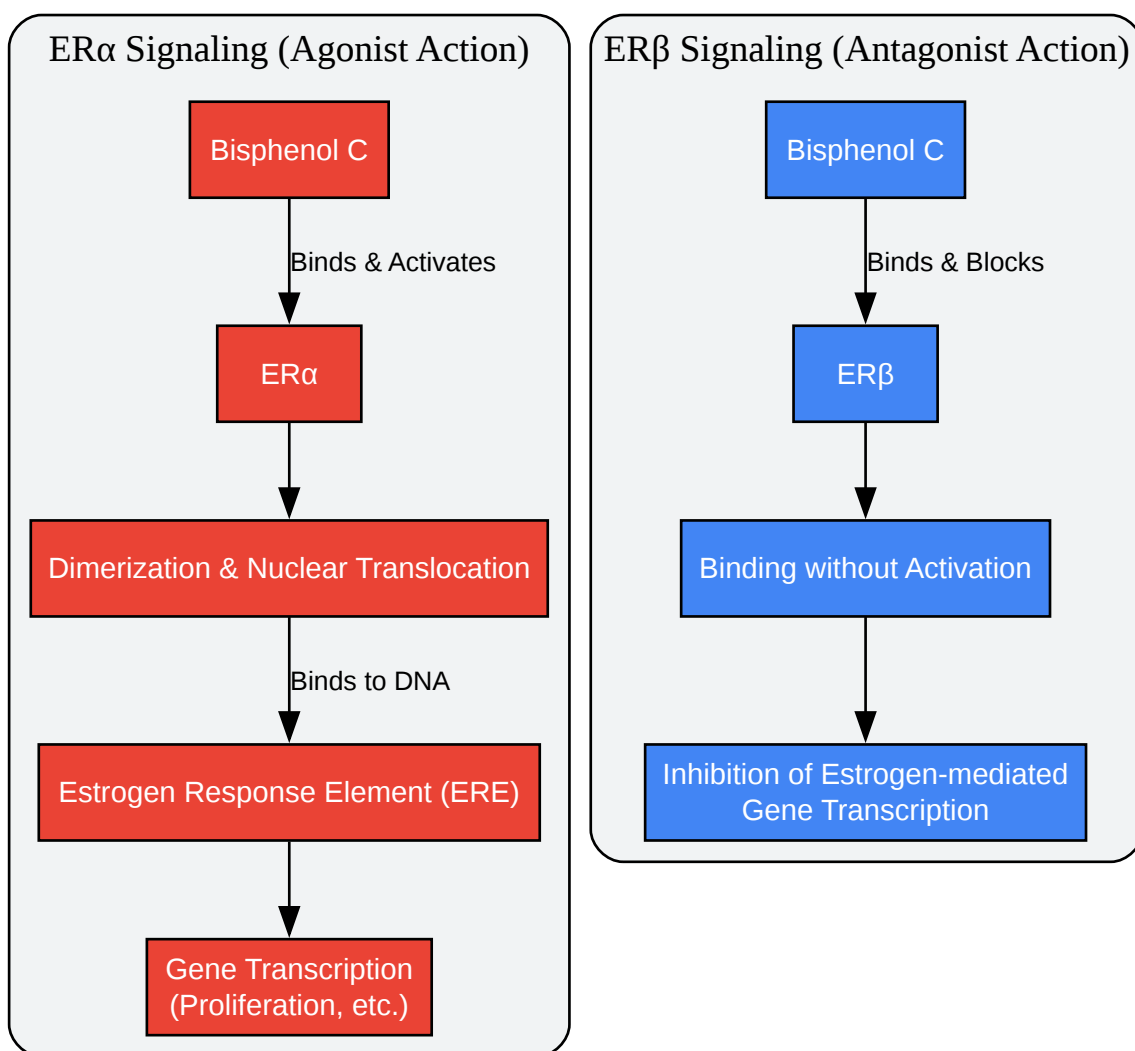 ERα Signaling (Agonist Action)
Bisphenol C
Binds & Activates
ERα
Dimerization & Nuclear Translocation
Binds to DNA
Estrogen Response Element (ERE)
Gene Transcription
(Proliferation, etc.)
ERβ Signaling (Antagonist Action)
Bisphenol C
Binds & Blocks
ERβ
Binding without Activation
Inhibition of Estrogen-mediated
Gene Transcription